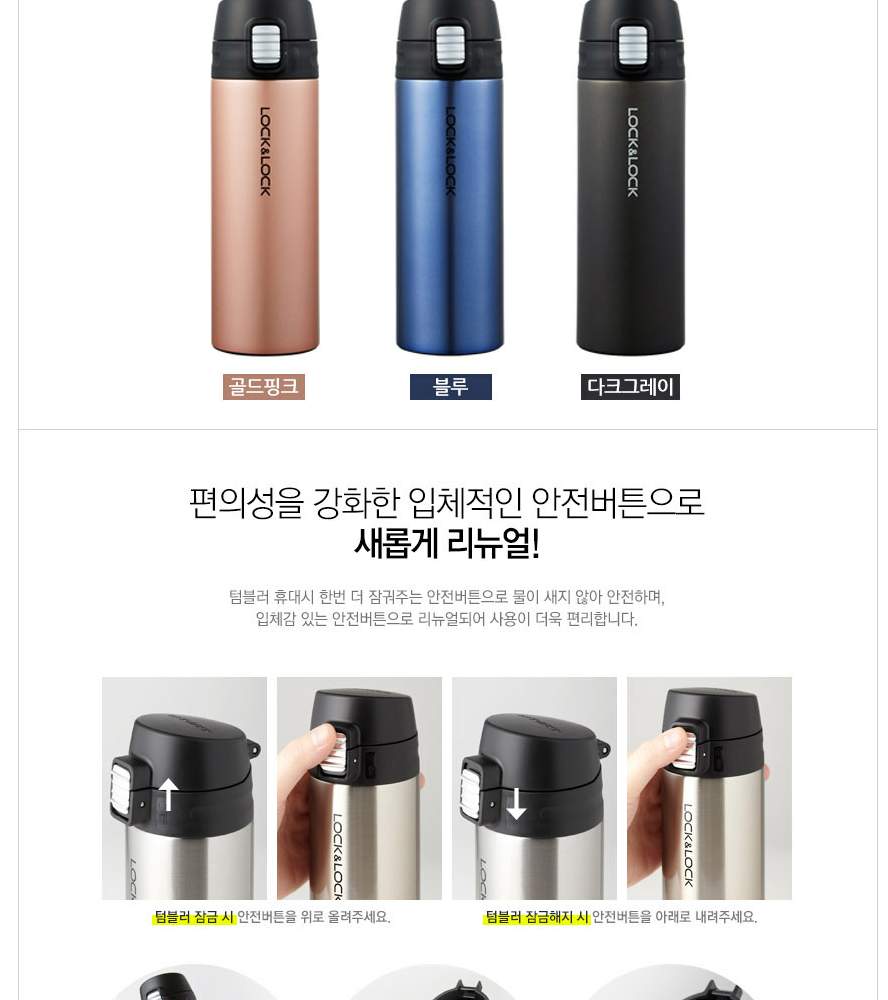 LOCK&LOCK
LOCK&LOCK
LOCK&LOCK
골드핑크
블루
다크그레이
편의성을 강화한 입체적인 안전버튼으로
새롭게 리뉴얼!
텀블러 휴대시 한번 더 잠궈주는 안전버튼으로 물이 새지 않아 안전하며,
입체감 있는 안전버튼으로 리뉴얼되어 사용이 더욱 편리합니다.
LOCK
LOCK&LOCK
LOCK
LOCK&LOCK
텀블러 잠금 시 안전버튼을 위로 올려주세요.
텀블러 잠금해지 시 안전버튼을 아래로 내려주세요.